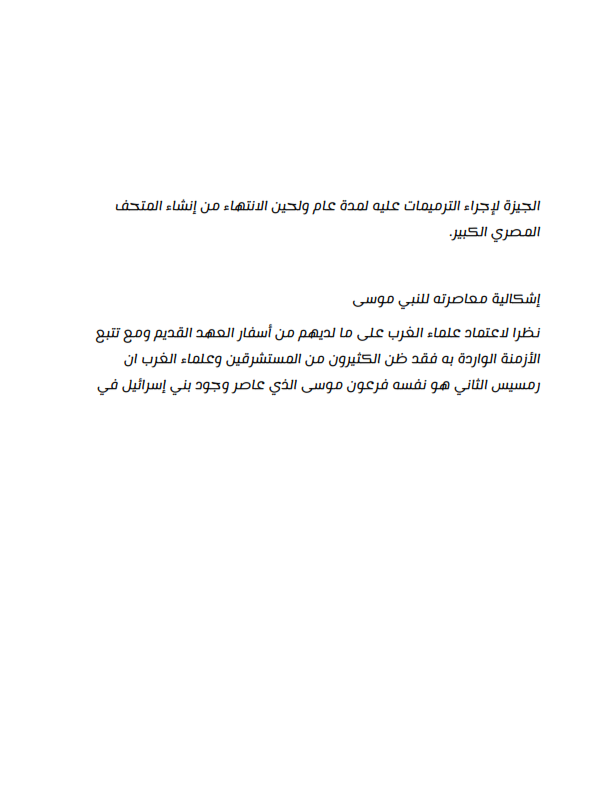 الجيزة لإجراء الترميمات عليه لمدة عام ولحين الانتهاء من إنشاء المتحف
المصري الكبير.
إشكالية معاصرته للنبي موسى
نظرا لاعتماد علماء الغرب على ما لديهم من أسفار العهد القديم ومع تتبع
الأزمنة الواردة به فقد ظن الكثيرون من المستشرقين وعلماء الغرب ان
رمسيس الثاني هو نفسه فرعون موسى الذي عاصر وجود بني إسرائيل في